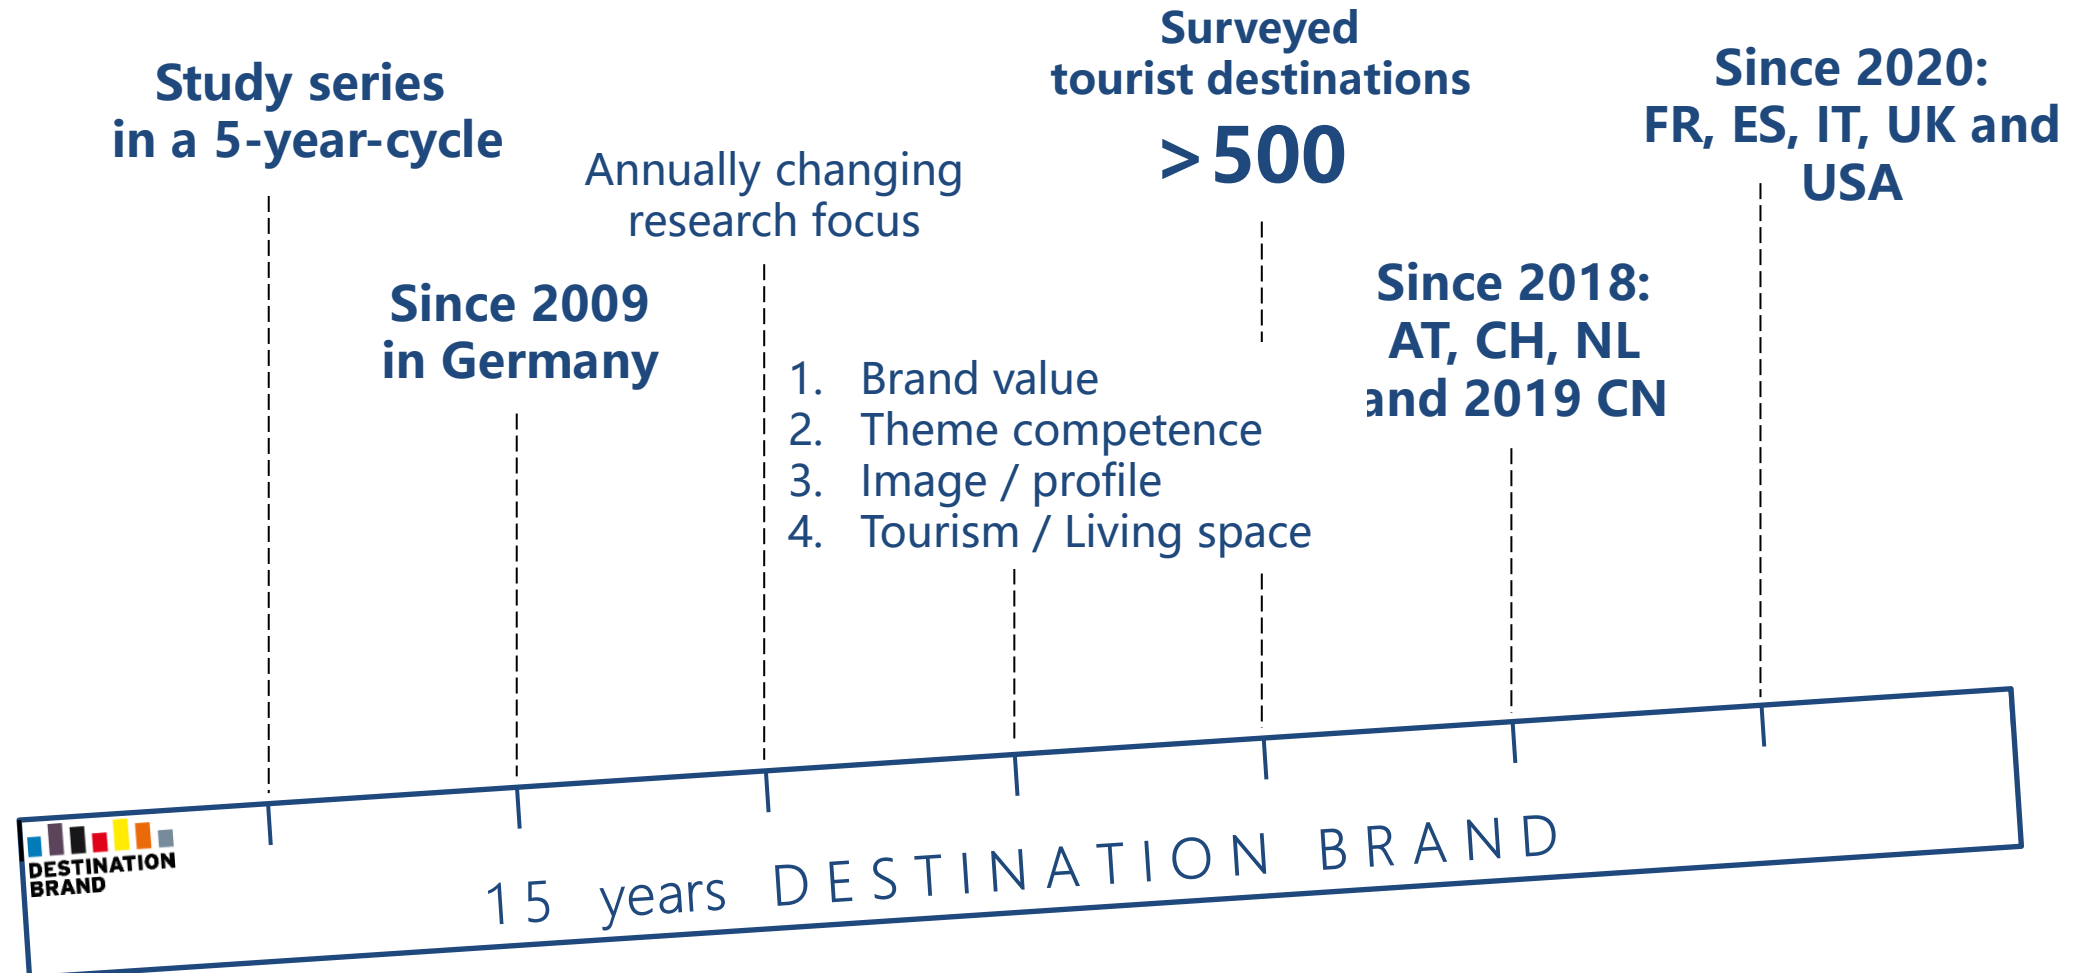 Study series
in a 5-year-cycle
Since 2009
in Germany
Annually changing
research focus
1. Brand value
2. Theme competence
3. Image / profile
4. Tourism / Living space
Surveyed
tourist destinations
>500
Since 2018:
AT, CH, NL
and 2019 CN
Since 2020:
FR, ES, IT, UK and
USA
DESTINATION
BRAND
15 years DESTINATION BRAND